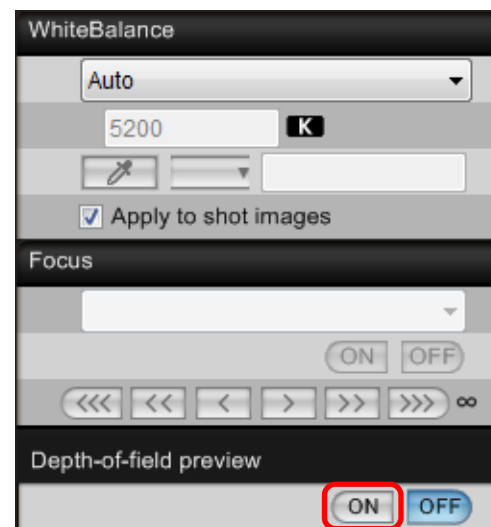 WhiteBalance
Auto
5200 K
Apply to shot images
Focus
ON OFF
<<< << < > >> >>> ∞
Depth-of-field preview
ON OFF